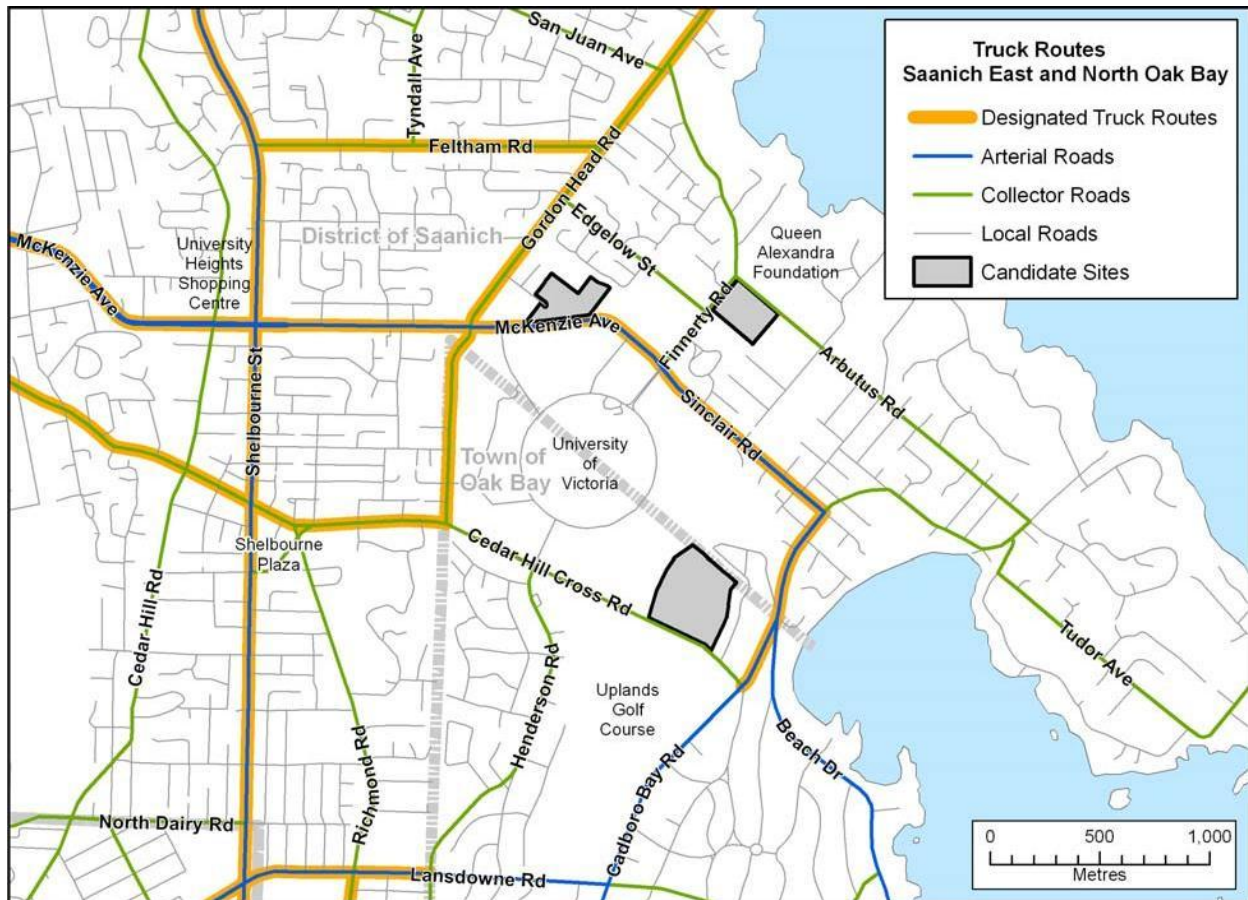 San Juan Ave
Tyndall Ave
Feltham Rd
Gordon Head Rd
Truck Routes
Saanich East and North Oak Bay
Designated Truck Routes
Arterial Roads
Collector Roads
Local Roads
Candidate Sites
McKenzie Ave
University
Heights
Shopping
Centre
District of Saanich
Edgelow St
Queen
Alexandra
Foundation
McKenzie Ave
Finnerty Rd
Arbutus Rd
Sinclair Rd
Shelbourne St
Town of
Oak Bay
University
of
Victoria
Shelbourne
Plaza
Cedar Hill Cross Rd
Cedar Hill Rd
Henderson Rd
Tudor Ave
Uplands
Golf
Course
Richmond Rd
Beach Dr
Cadboro Bay Rd
North Dairy Rd
Lansdowne Rd
0 500 1,000
Metres